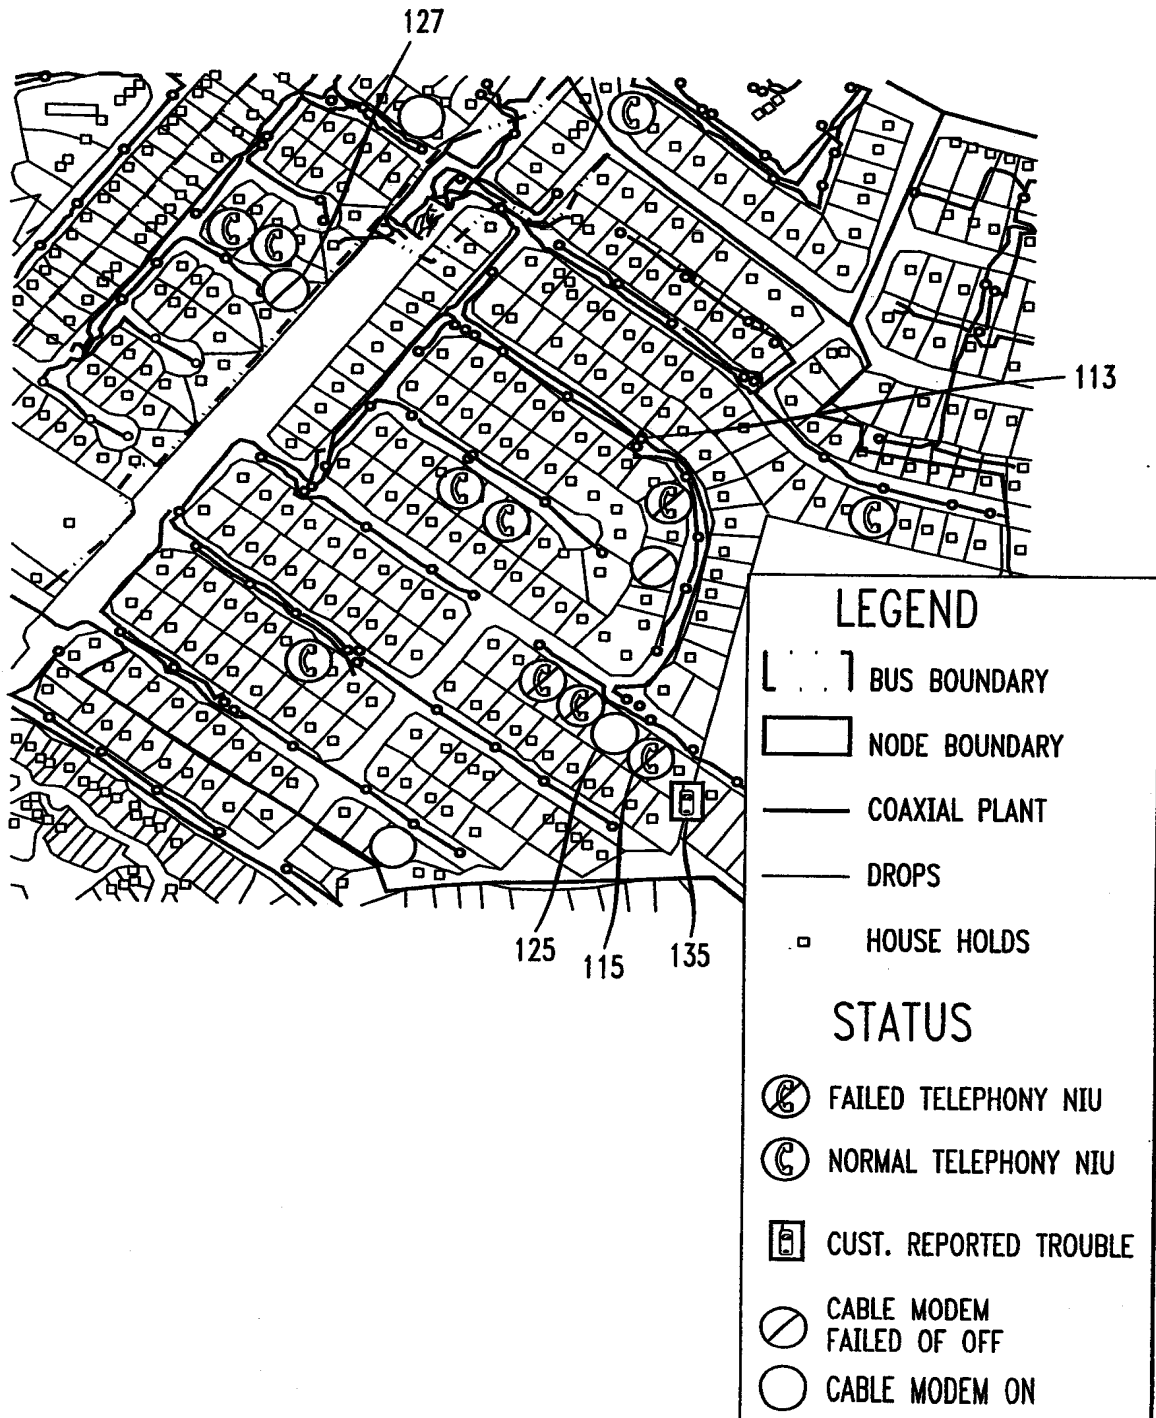 127
113
125
115
135
LEGEND
BUS BOUNDARY
NODE BOUNDARY
COAXIAL PLANT
DROPS
HOUSE HOLDS
STATUS
FAILED TELEPHONY NIU
NORMAL TELEPHONY NIU
CUST. REPORTED TROUBLE
CABLE MODEM
FAILED OF OFF
CABLE MODEM ON